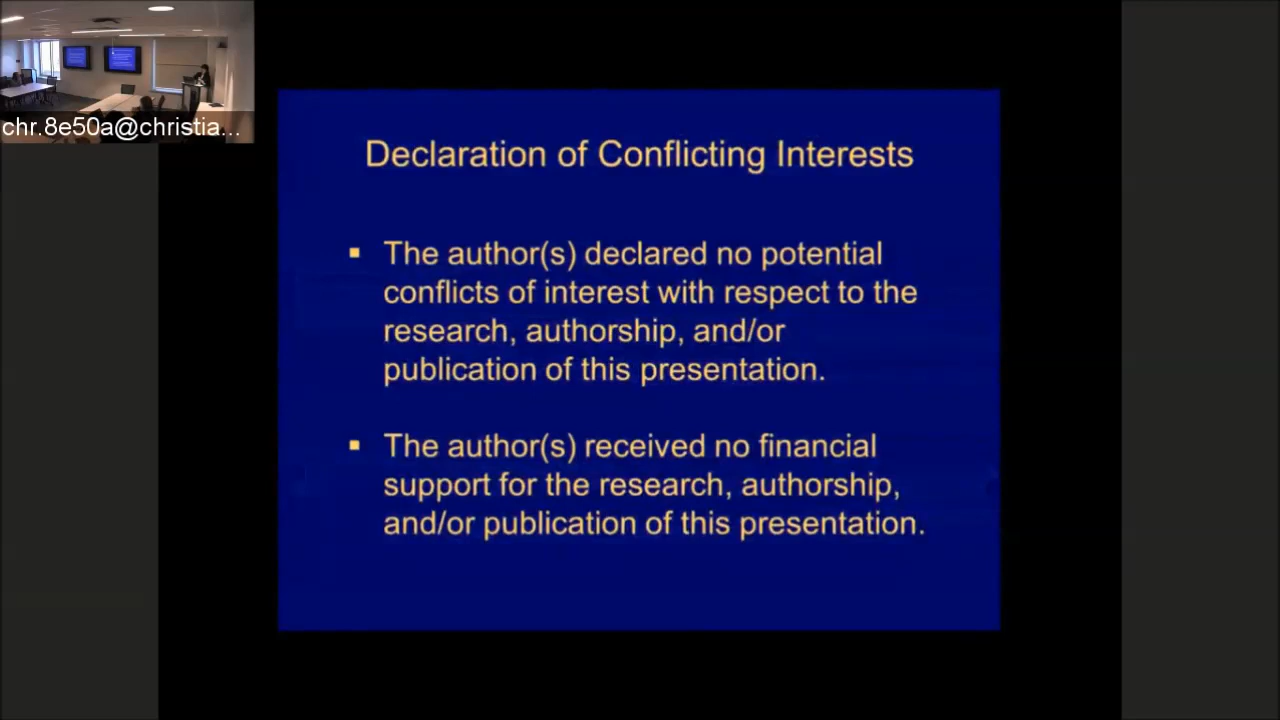 chr.8e50a@christia...
Declaration of Conflicting Interests
▪ The author(s) declared no potential
conflicts of interest with respect to the
research, authorship, and/or
publication of this presentation.
▪ The author(s) received no financial
support for the research, authorship,
and/or publication of this presentation.